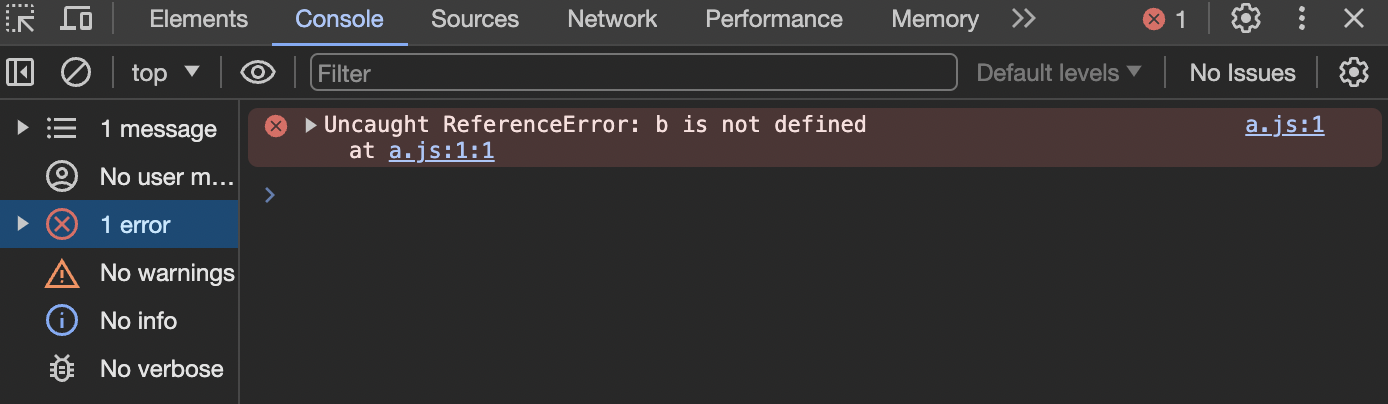 Elements Console Sources Network Performance Memory 1
top Filter Default levels No Issues
1 message
No user m…
1 error
No warnings
No info
No verbose
Uncaught ReferenceError: b is not defined a.js:1
at a.js:1:1